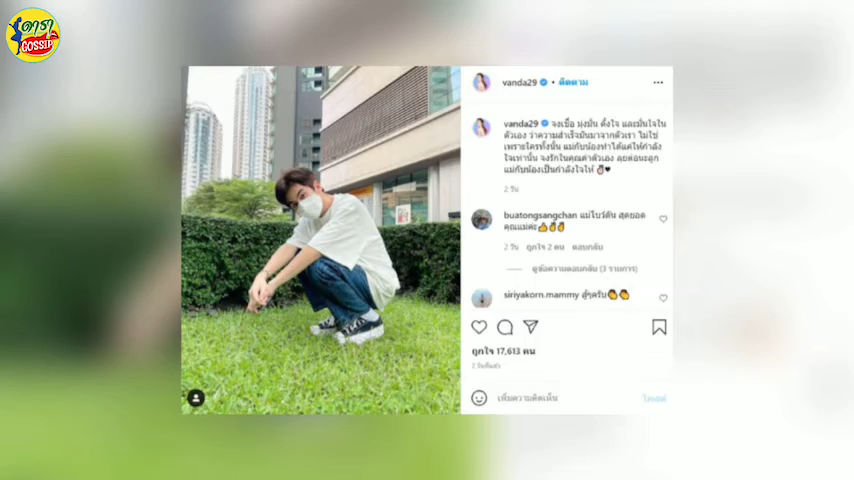 ดารา
GOSSIP
vanda29 • ติดตาม
vanda29 จงเชื่อ มุ่งมั่น ตั้งใจ และมั่นใจใน
ตัวเอง ว่าความสำเร็จมันมาจากตัวเรา ไม่ใช่
เพราะใครทั้งนั้น แม่กับน้องทำได้แค่ให้กำลัง
ใจเท่านั้น จงรักในคุณค่าตัวเอง ลุยต่อนะลูก
แม่กับน้องเป็นกำลังใจให้
2 วัน
buatongsangchan แม่โบว์ดัน สุดยอด
คุณแม่ค่ะ
2 วัน ถูกใจ 2 คน ตอบกลับ
ดูข้อความตอบกลับ (3 รายการ)
siriyakorn.mammy สู้ๆครับ
ถูกใจ 17,613 คน
2 วันที่แล้ว
เพิ่มความคิดเห็น
โพสต์